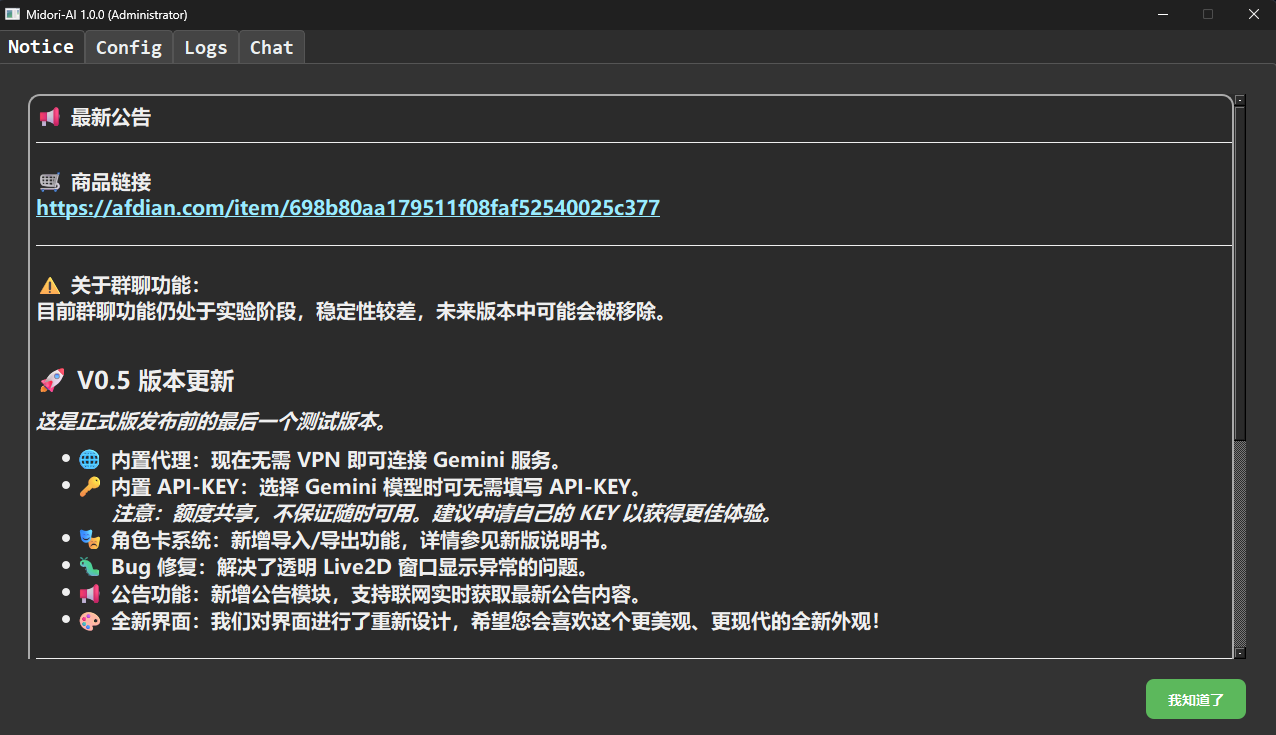 Midori-AI 1.0.0 (Administrator)
Notice Config Logs Chat
📢 最新公告
🛒 商品链接
https://afdian.com/item/698b80aa179511f08faf52540025c377
⚠️ 关于群聊功能：
目前群聊功能仍处于实验阶段，稳定性较差，未来版本中可能会被移除。
🚀 V0.5 版本更新
这是正式版发布前的最后一个测试版本。
• 🌐 内置代理：现在无需 VPN 即可连接 Gemini 服务。
• 🔑 内置 API-KEY：选择 Gemini 模型时可无需填写 API-KEY。
注意：额度共享，不保证随时可用。建议申请自己的 KEY 以获得更佳体验。
• 🎭 角色卡系统：新增导入/导出功能，详情参见新版说明书。
• 🐛 Bug 修复：解决了透明 Live2D 窗口显示异常的问题。
• 📢 公告功能：新增公告模块，支持联网实时获取最新公告内容。
• 🎨 全新界面：我们对界面进行了重新设计，希望您会喜欢这个更美观、更现代的全新外观！
我知道了